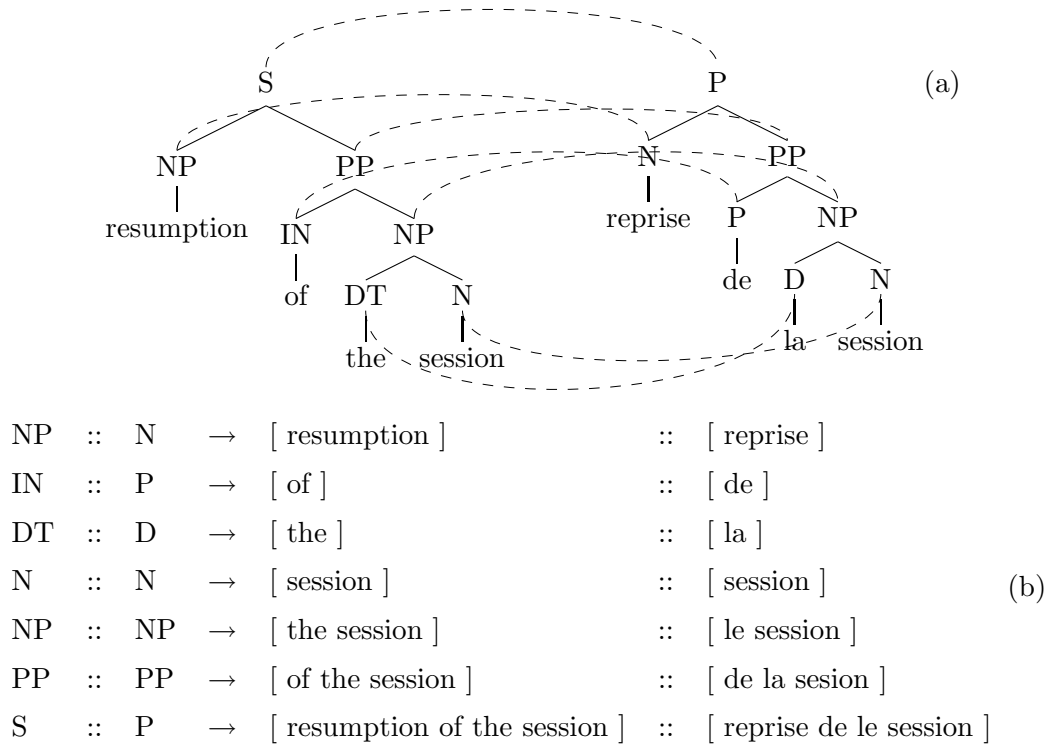 S P (a)
NP PP N PP
resumption IN NP reprise P NP
of DT N de D N
the session la session
NP :: N → [ resumption ] :: [ reprise ]
IN :: P → [ of ] :: [ de ]
DT :: D → [ the ] :: [ la ]
N :: N → [ session ] :: [ session ]
(b)
NP :: NP → [ the session ] :: [ le session ]
PP :: PP → [ of the session ] :: [ de la sesion ]
S :: P → [ resumption of the session ] :: [ reprise de le session ]